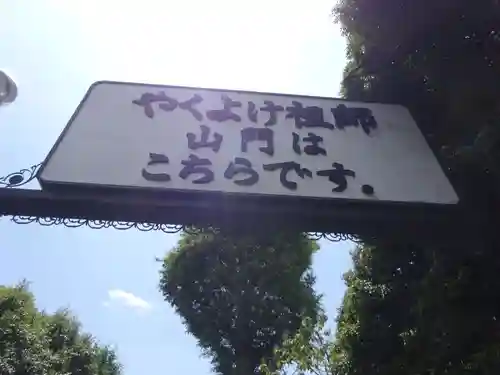 やくよけ祖師
山門は
こちらです。